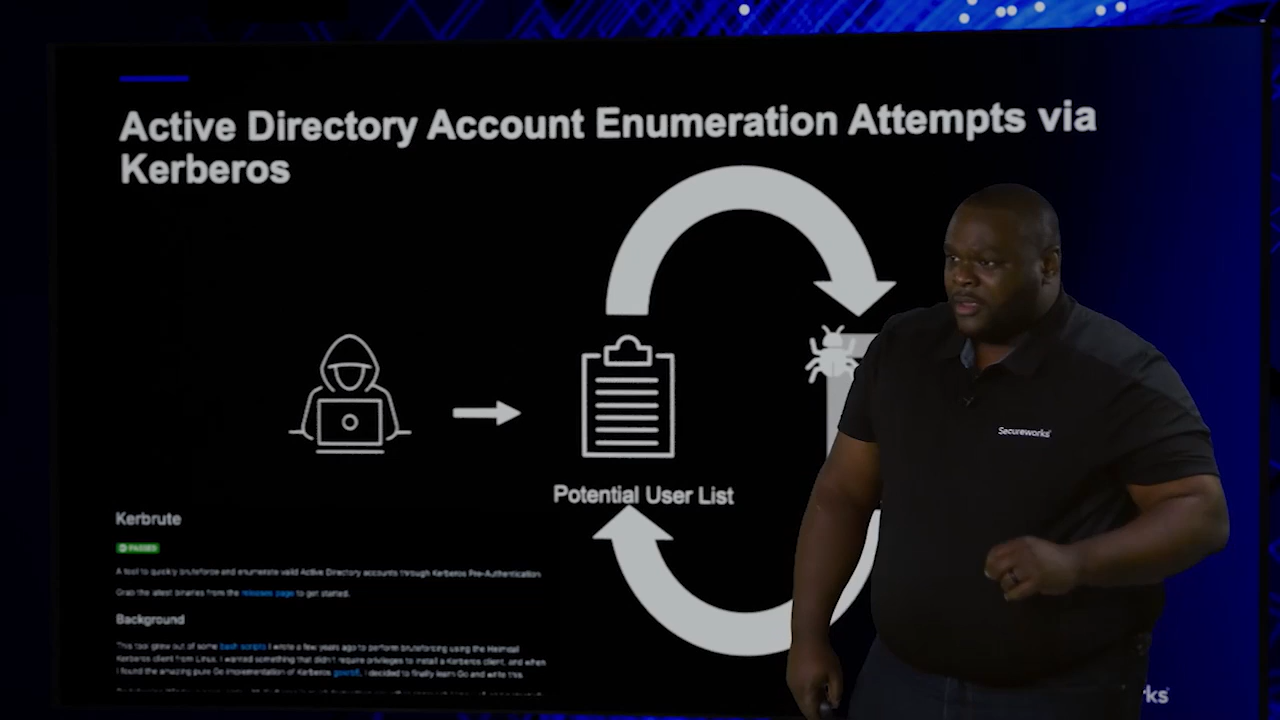 Active Directory Account Enumeration Attempts via
Kerberos
Secureworks
Potential User List
Kerbrute
PASSED
A tool to quickly bruteforce and enumerate valid Active Directory accounts through Kerberos Pre-Authentication
Grab the latest binaries from the releases page to get started.
Background
This tool grew out of some bash scripts I wrote a few years ago to perform bruteforcing using the Heimdal
Kerberos client from Linux. I wanted something that didn't require privileges to install a Kerberos client, and when
I found the amazing pure Go implementation of Kerberos gokrb5, I decided to finally learn Go and write this.
rks